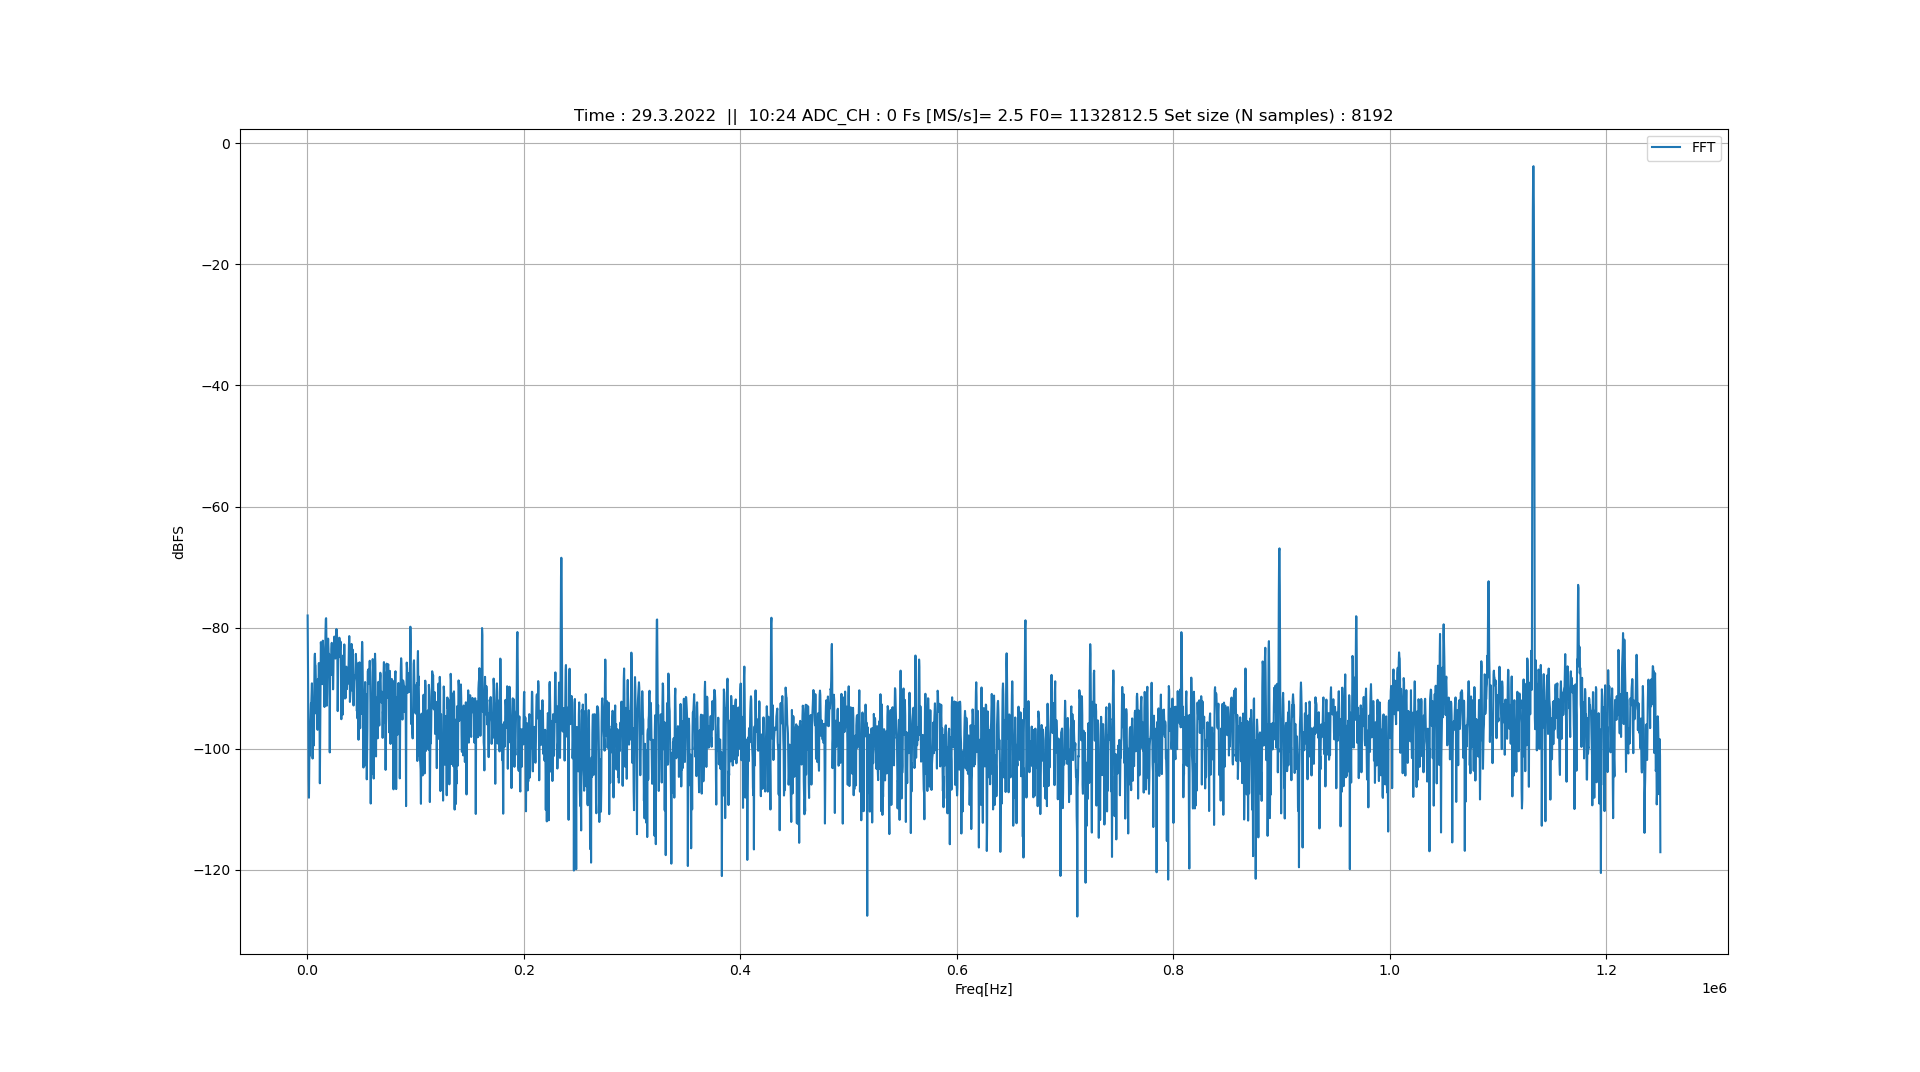 Time : 29.3.2022  ||  10:24 ADC_CH : 0 Fs [MS/s]= 2.5 F0= 1132812.5 Set size (N samples) : 8192
FFT
0
−20
−40
−60
−80
−100
−120
dBFS
0.0 0.2 0.4 0.6 0.8 1.0 1.2
Freq[Hz]
1e6